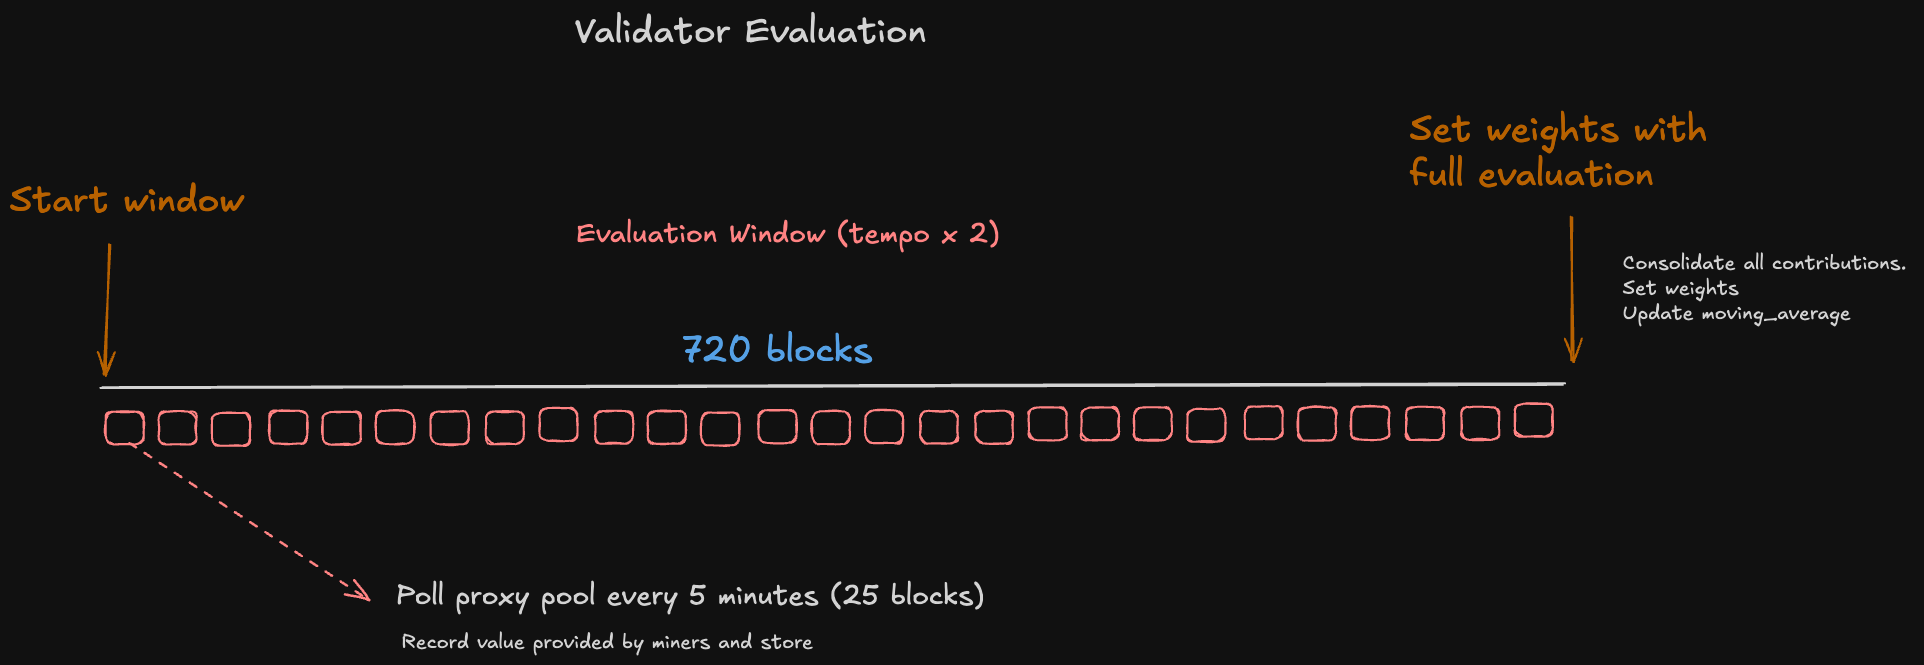 Validator Evaluation
Start window
Set weights with
full evaluation
Evaluation Window (tempo x 2)
Consolidate all contributions.
Set weights
Update moving_average
720 blocks
Poll proxy pool every 5 minutes (25 blocks)
Record value provided by miners and store